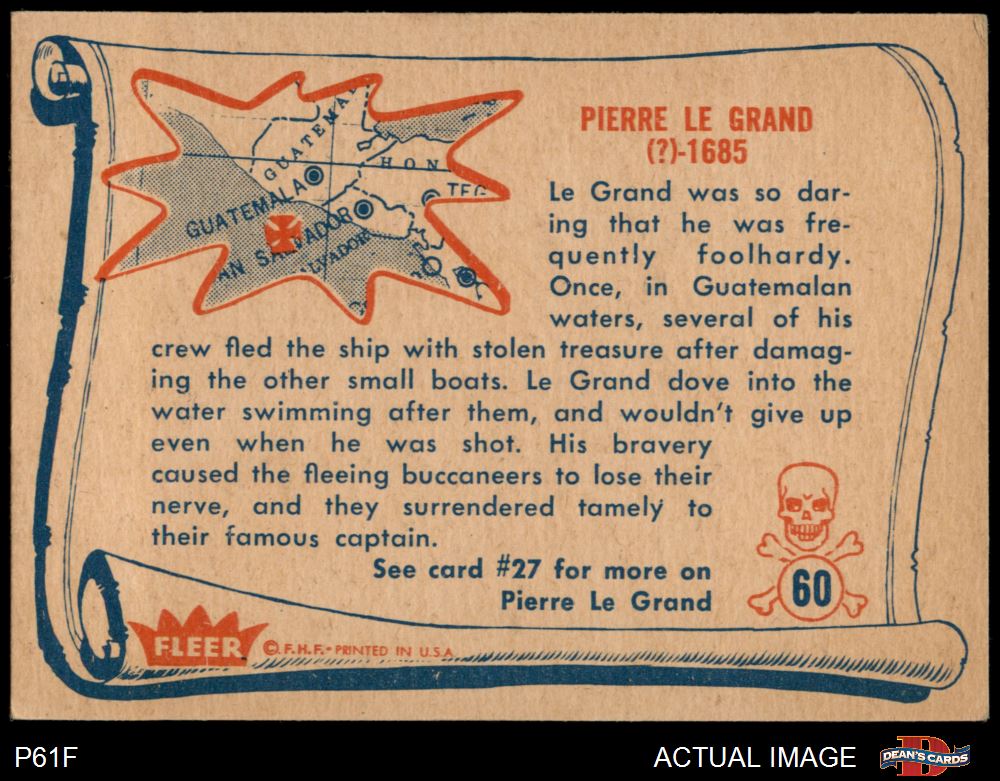 GUATEMALA
HON
GUATEMALA
TEG
SAN SALVADOR
LVADOR
PIERRE LE GRAND
(?)-1685
Le Grand was so dar-
ing that he was fre-
quently foolhardy.
Once, in Guatemalan
waters, several of his
crew fled the ship with stolen treasure after damag-
ing the other small boats. Le Grand dove into the
water swimming after them, and wouldn't give up
even when he was shot. His bravery
caused the fleeing buccaneers to lose their
nerve, and they surrendered tamely to
their famous captain.
See card #27 for more on
Pierre Le Grand
60
FLEER
© F.H.F.-PRINTED IN U.S.A.
P61F
ACTUAL IMAGE
D
DEAN'S CARDS